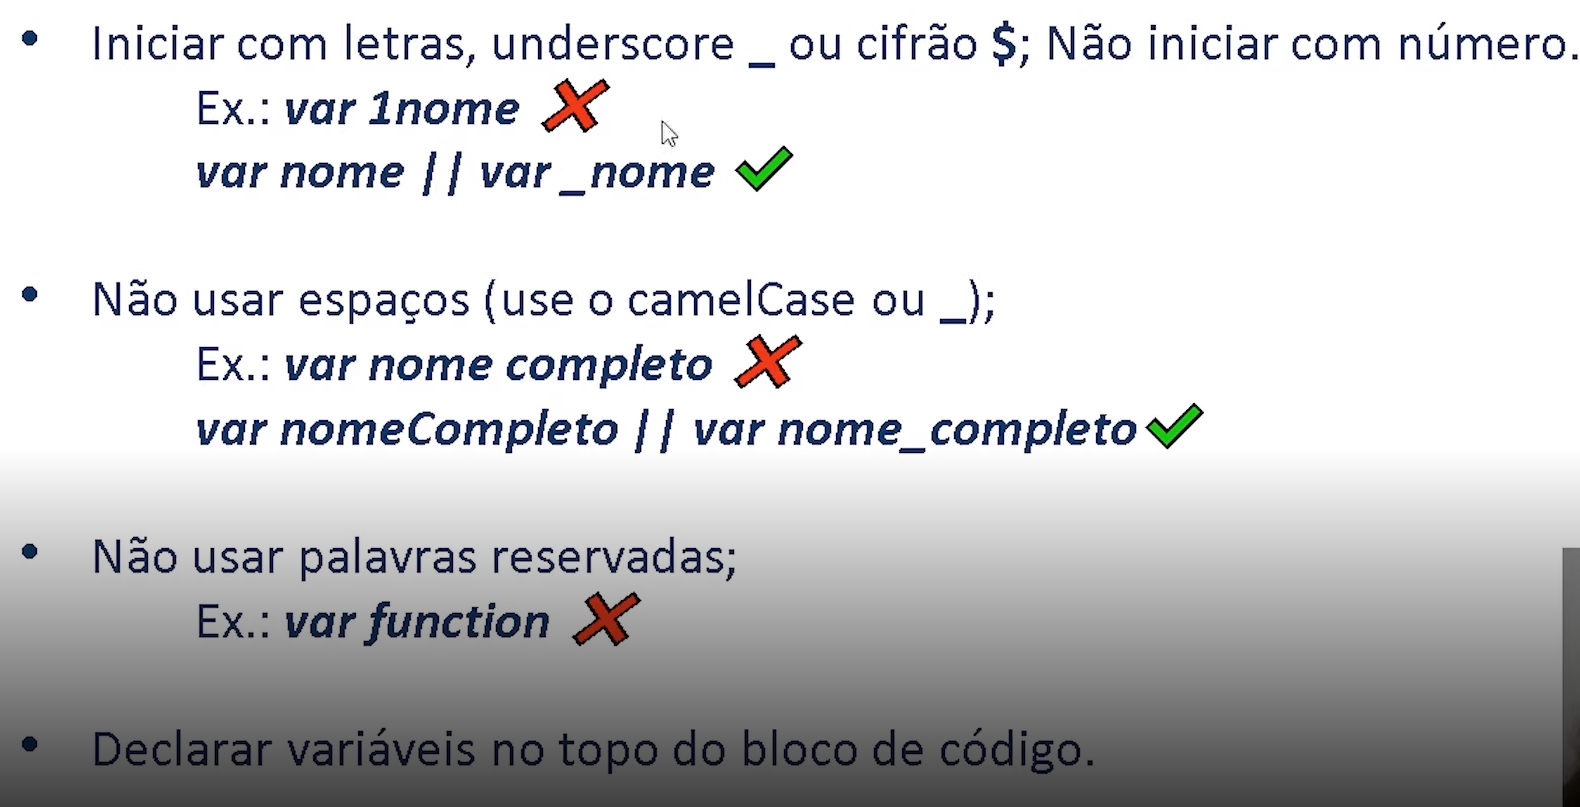 • Iniciar com letras, underscore _ ou cifrão $; Não iniciar com número.
Ex.: var 1nome
var nome || var _nome
• Não usar espaços (use o camelCase ou _);
Ex.: var nome completo
var nomeCompleto || var nome_completo
• Não usar palavras reservadas;
Ex.: var function
• Declarar variáveis no topo do bloco de código.